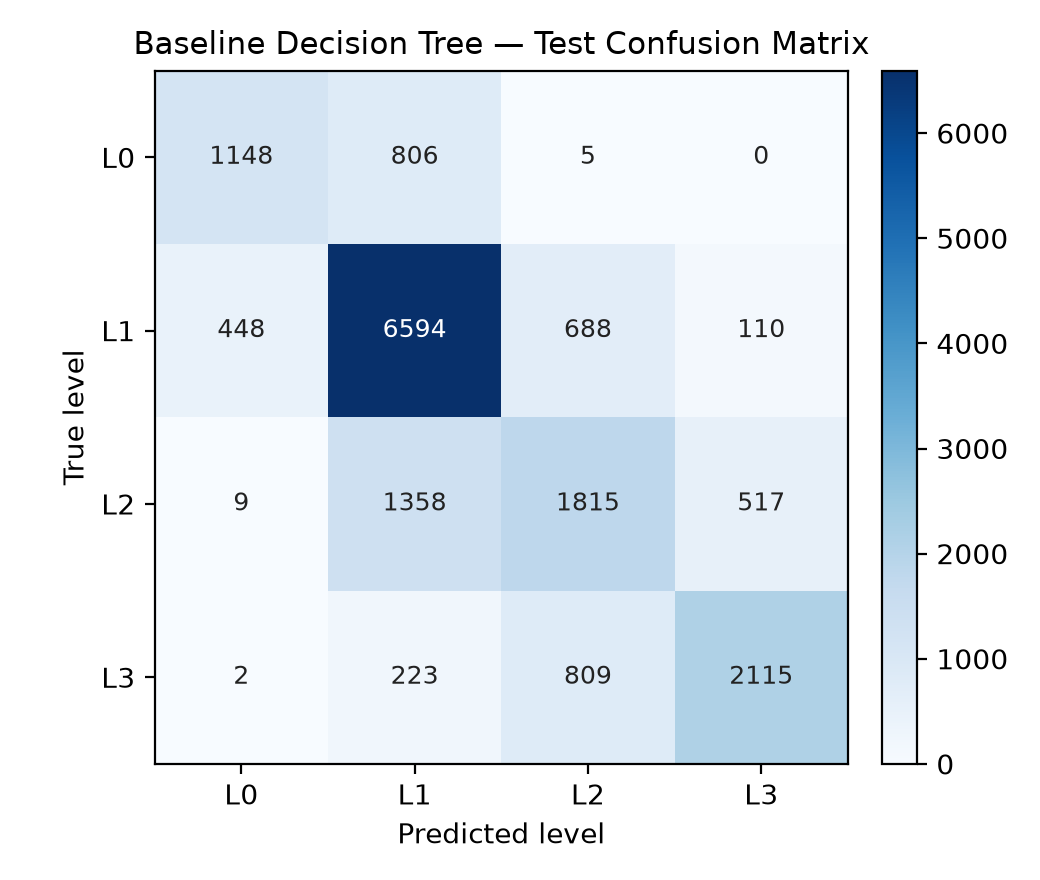 Baseline Decision Tree — Test Confusion Matrix
True level
L0 1148 806 5 0
L1 448 6594 688 110
L2 9 1358 1815 517
L3 2 223 809 2115
L0 L1 L2 L3
Predicted level
6000
5000
4000
3000
2000
1000
0